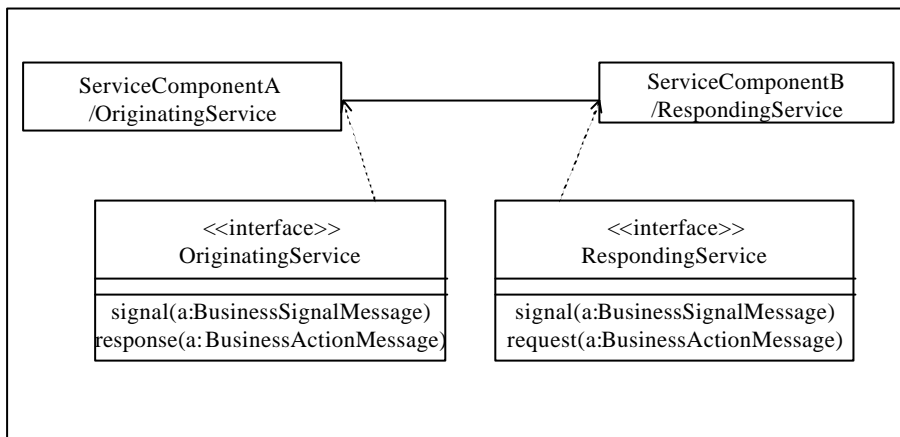 ServiceComponentA
/OriginatingService
ServiceComponentB
/RespondingService
<<interface>>
OriginatingService
signal(a:BusinessSignalMessage)
response(a:BusinessActionMessage)
<<interface>>
RespondingService
signal(a:BusinessSignalMessage)
request(a:BusinessActionMessage)